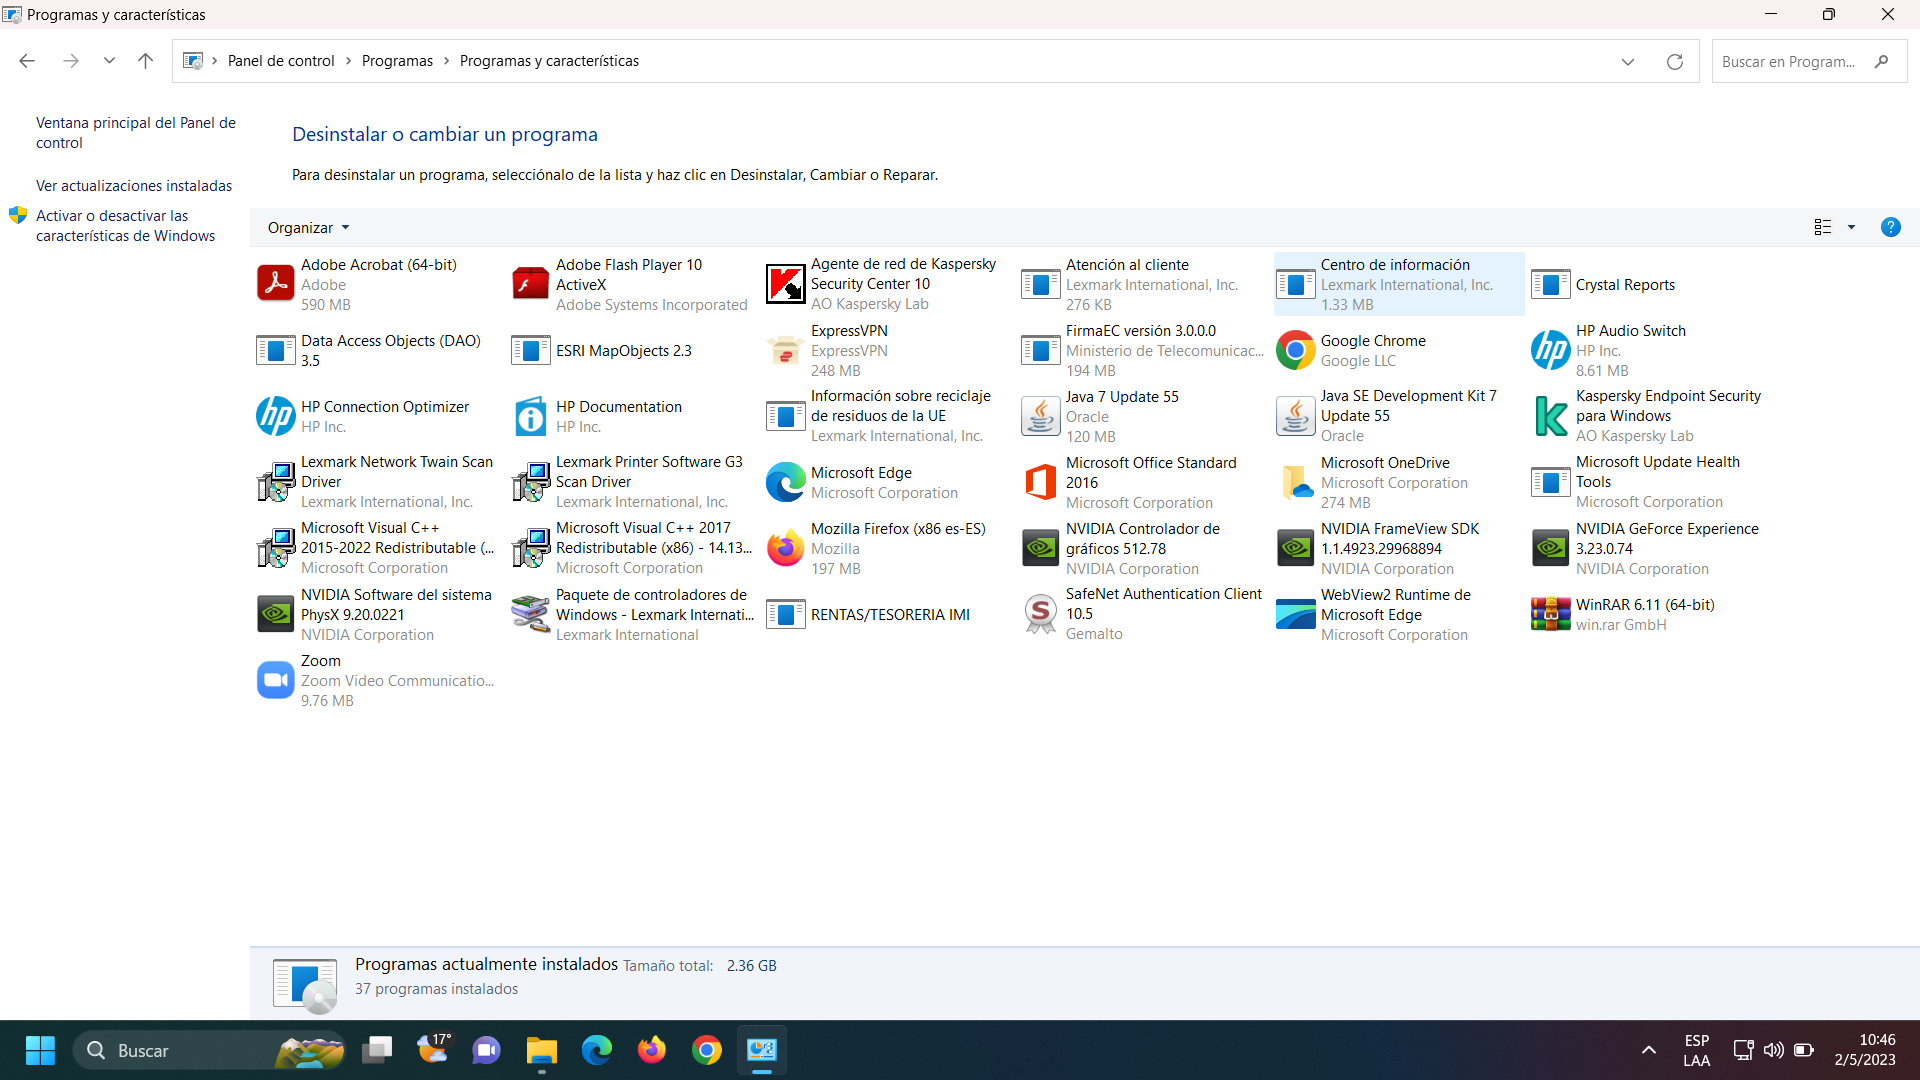 Programas y características
Panel de control
Programas
Programas y características
Buscar en Program...
Ventana principal del Panel de
control
Ver actualizaciones instaladas
Activar o desactivar las
características de Windows
Desinstalar o cambiar un programa
Para desinstalar un programa, selecciónalo de la lista y haz clic en Desinstalar, Cambiar o Reparar.
Organizar
Adobe Acrobat (64-bit)
Adobe
590 MB
Adobe Flash Player 10
ActiveX
Adobe Systems Incorporated
Agente de red de Kaspersky
Security Center 10
AO Kaspersky Lab
Atención al cliente
Lexmark International, Inc.
276 KB
Centro de información
Lexmark International, Inc.
1.33 MB
Crystal Reports
Data Access Objects (DAO)
3.5
ESRI MapObjects 2.3
ExpressVPN
ExpressVPN
248 MB
FirmaEC versión 3.0.0.0
Ministerio de Telecomunicac...
194 MB
Google Chrome
Google LLC
HP Audio Switch
HP Inc.
8.61 MB
HP Connection Optimizer
HP Inc.
HP Documentation
HP Inc.
Información sobre reciclaje
de residuos de la UE
Lexmark International, Inc.
Java 7 Update 55
Oracle
120 MB
Java SE Development Kit 7
Update 55
Oracle
Kaspersky Endpoint Security
para Windows
AO Kaspersky Lab
Lexmark Network Twain Scan
Driver
Lexmark International, Inc.
Lexmark Printer Software G3
Scan Driver
Lexmark International, Inc.
Microsoft Edge
Microsoft Corporation
Microsoft Office Standard
2016
Microsoft Corporation
Microsoft OneDrive
Microsoft Corporation
274 MB
Microsoft Update Health
Tools
Microsoft Corporation
Microsoft Visual C++
2015-2022 Redistributable (...
Microsoft Corporation
Microsoft Visual C++ 2017
Redistributable (x86) - 14.13...
Microsoft Corporation
Mozilla Firefox (x86 es-ES)
Mozilla
197 MB
NVIDIA Controlador de
gráficos 512.78
NVIDIA Corporation
NVIDIA FrameView SDK
1.1.4923.29968894
NVIDIA Corporation
NVIDIA GeForce Experience
3.23.0.74
NVIDIA Corporation
NVIDIA Software del sistema
PhysX 9.20.0221
NVIDIA Corporation
Paquete de controladores de
Windows - Lexmark Internati...
Lexmark International
RENTAS/TESORERIA IMI
SafeNet Authentication Client
10.5
Gemalto
WebView2 Runtime de
Microsoft Edge
Microsoft Corporation
WinRAR 6.11 (64-bit)
win.rar GmbH
Zoom
Zoom Video Communicatio...
9.76 MB
Programas actualmente instalados Tamaño total: 2.36 GB
37 programas instalados
Buscar
17°
ESP
LAA
10:46
2/5/2023